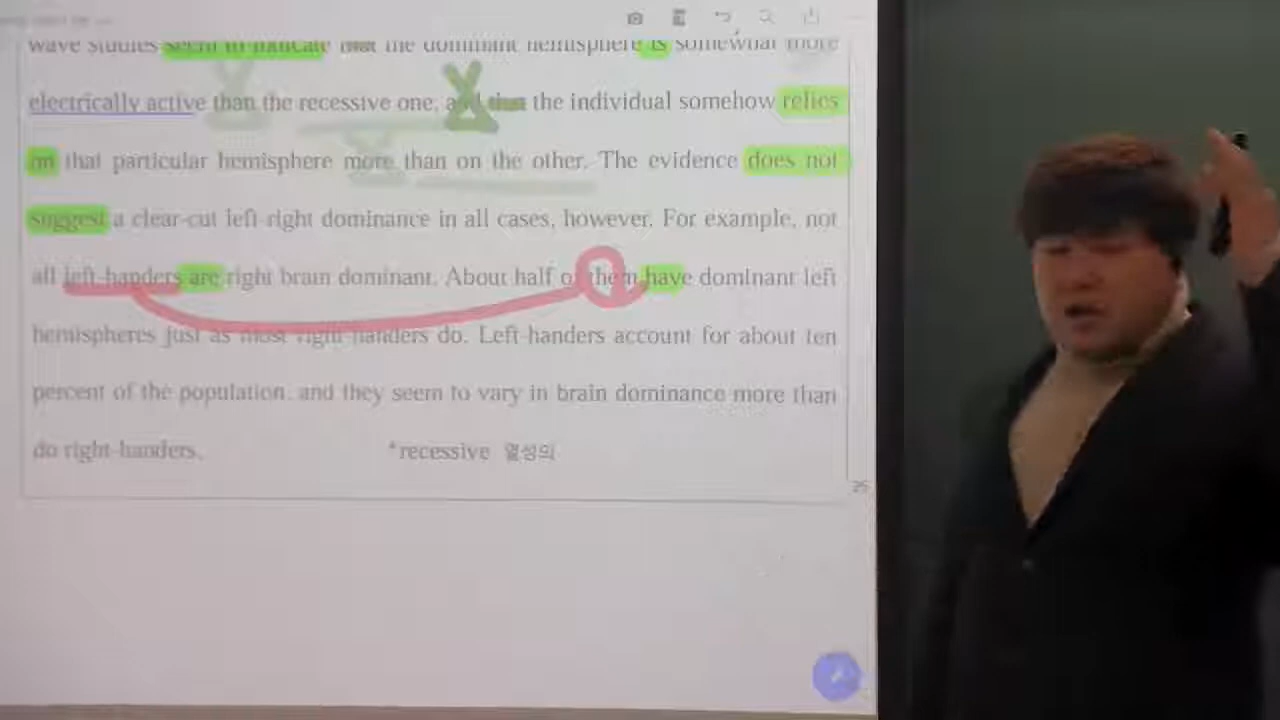 wave studies seem to indicate that the dominant hemisphere is somewhat more
electrically active than the recessive one, and that the individual somehow relies
on that particular hemisphere more than on the other. The evidence does not
suggest a clear-cut left-right dominance in all cases, however. For example, not
all left-handers are right brain dominant. About half of them have dominant left
hemispheres just as most right-handers do. Left-handers account for about ten
percent of the population, and they seem to vary in brain dominance more than
do right-handers.
*recessive 열성의
25